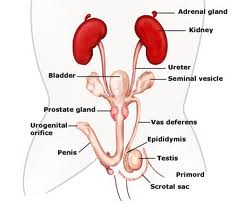 Adrenal gland
Kidney
Ureter
Bladder
Seminal vesicle
Prostate gland
Vas deferens
Urogenital
orifice
Epididymis
Penis
Testis
Primord
Scrotal sac